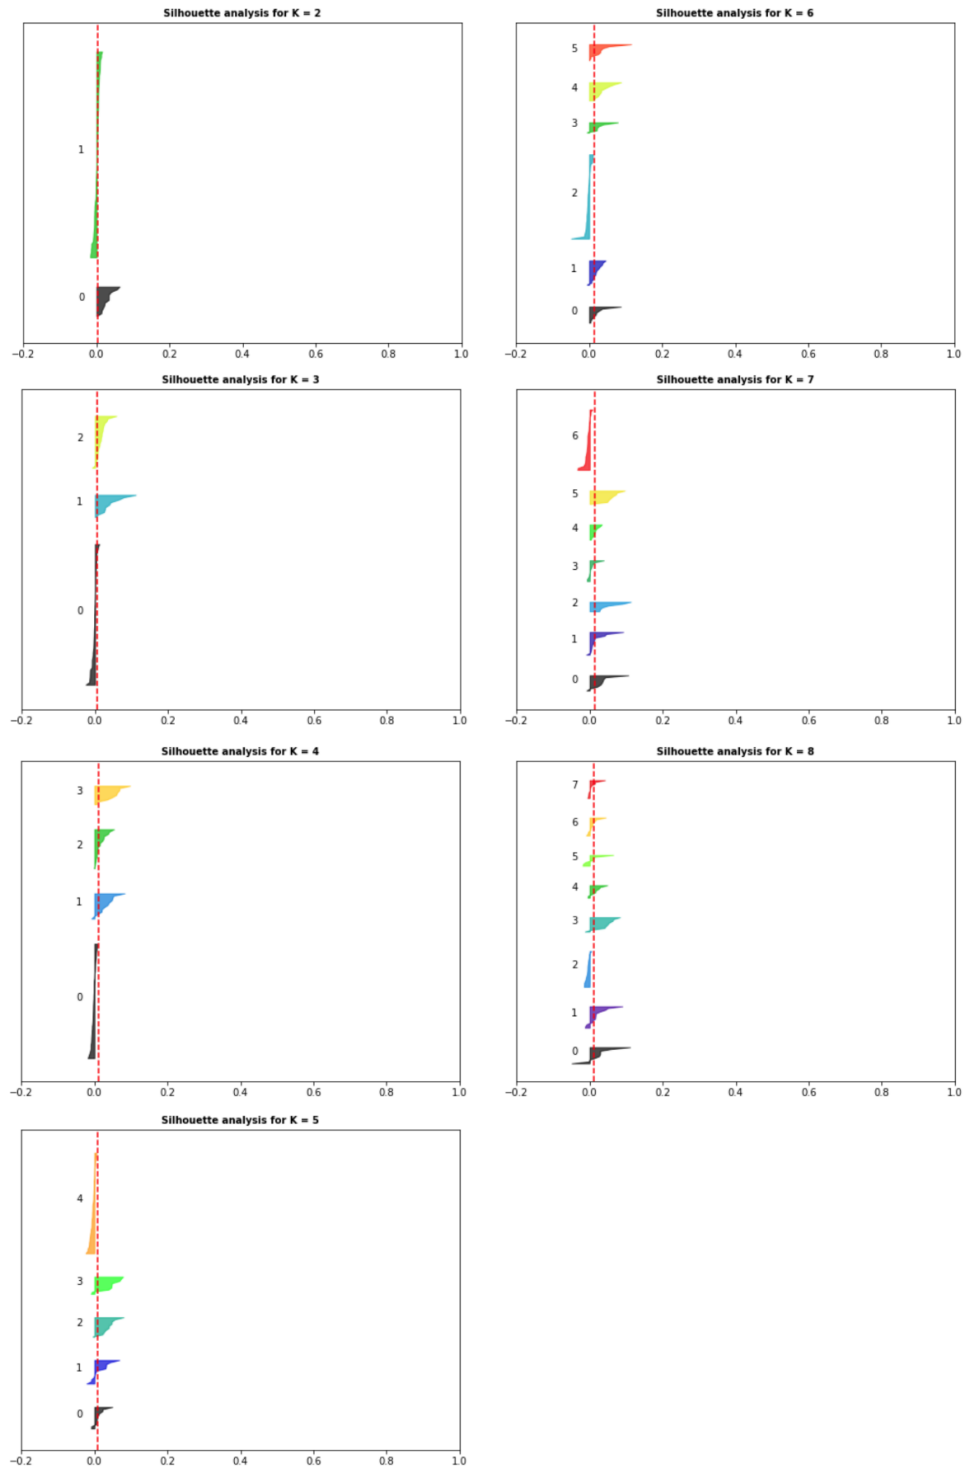 Silhouette analysis for K = 2
1
0
−0.2 0.0 0.2 0.4 0.6 0.8 1.0
Silhouette analysis for K = 3
2
1
0
−0.2 0.0 0.2 0.4 0.6 0.8 1.0
Silhouette analysis for K = 4
3
2
1
0
−0.2 0.0 0.2 0.4 0.6 0.8 1.0
Silhouette analysis for K = 5
4
3
2
1
0
−0.2 0.0 0.2 0.4 0.6 0.8 1.0
Silhouette analysis for K = 6
5
4
3
2
1
0
−0.2 0.0 0.2 0.4 0.6 0.8 1.0
Silhouette analysis for K = 7
6
5
4
3
2
1
0
−0.2 0.0 0.2 0.4 0.6 0.8 1.0
Silhouette analysis for K = 8
7
6
5
4
3
2
1
0
−0.2 0.0 0.2 0.4 0.6 0.8 1.0